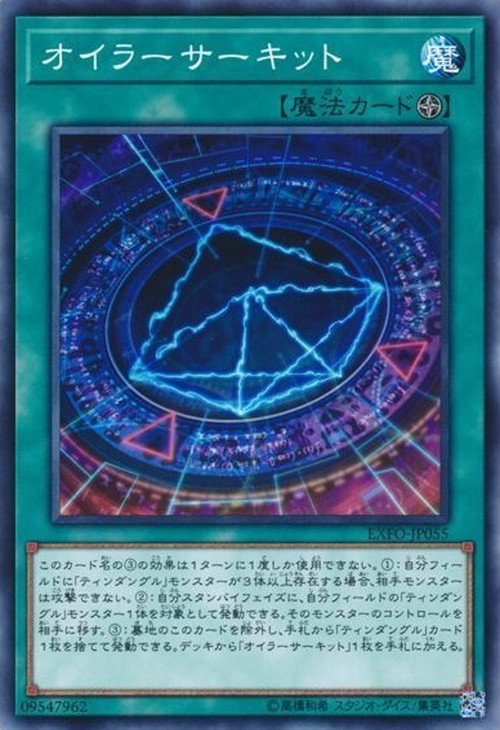 オイラーサーキット
魔
【魔法カード】
EXFO-JP055
このカード名の③の効果は1ターンに1度しか使用できない。①：自分フィー
ルドに「ティンダングル」モンスターが3体以上存在する場合、相手モンスター
は攻撃できない。②：自分スタンバイフェイズに、自分フィールドの「ティンダン
グル」モンスター1体を対象として発動できる。そのモンスターのコントロールを
相手に移す。③：墓地のこのカードを除外し、手札から「ティンダングル」カード
1枚を捨てて発動できる。デッキから「オイラーサーキット」1枚を手札に加える。
09547962
©高橋和希 スタジオ・ダイス/集英社